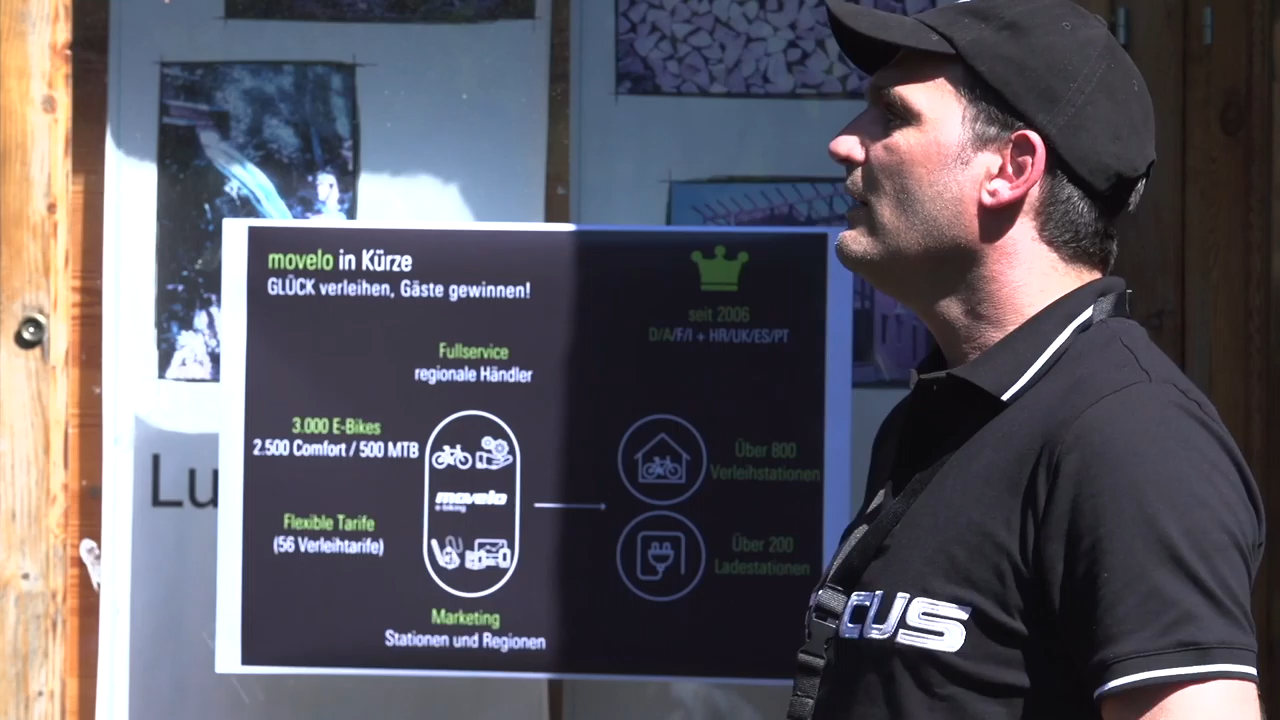 movelo in Kürze
GLÜCK verleihen, Gäste gewinnen!
seit 2006
D/A/F/I + HR/UK/ES/PT
Fullservice
regionale Händler
3.000 E-Bikes
2.500 Comfort / 500 MTB
movelo
e-biking
Flexible Tarife
(56 Verleihtarife)
Marketing
Stationen und Regionen
Über 800
Verleihstationen
Über 200
Ladestationen
Lu
CUS